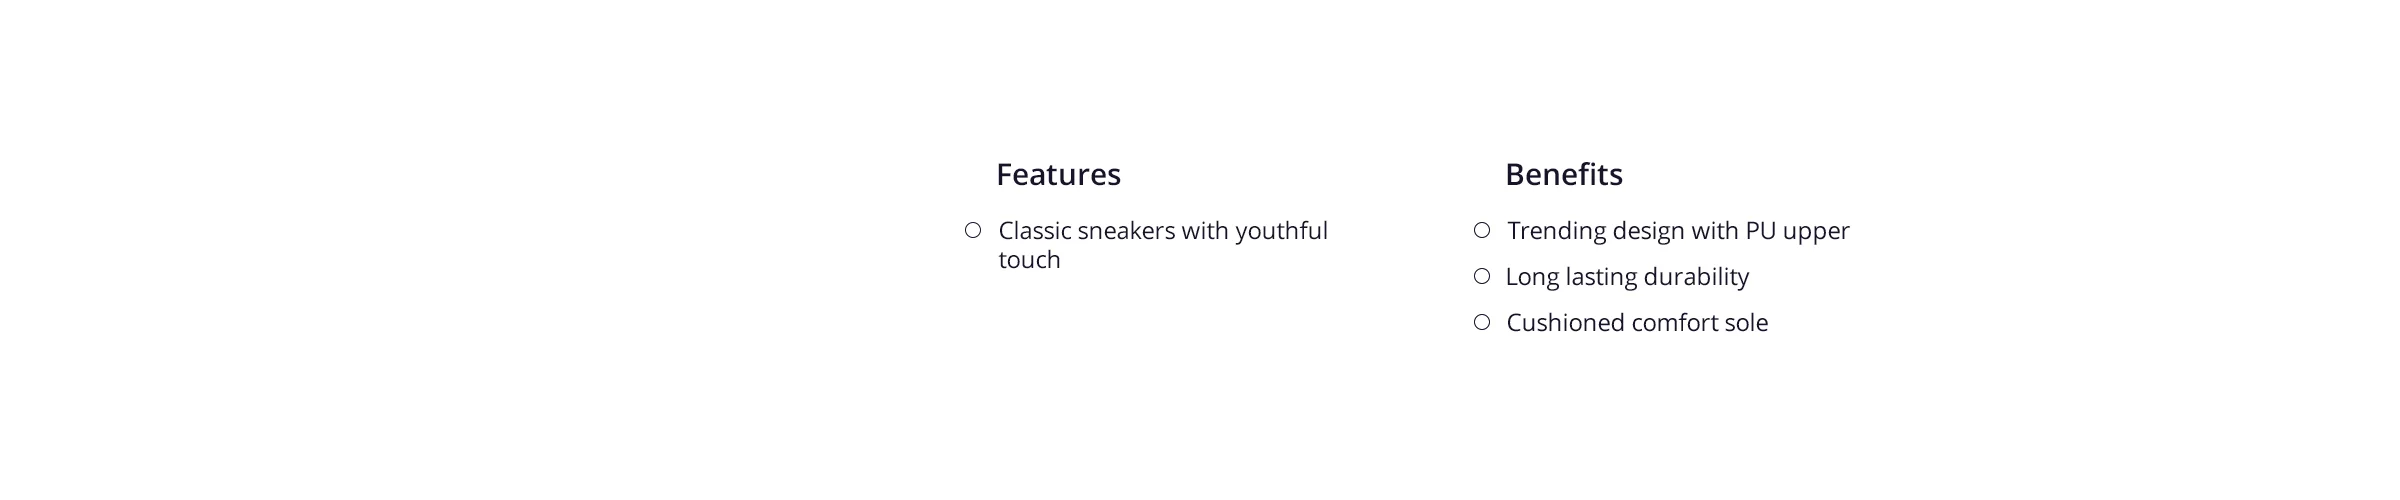 Features
Classic sneakers with youthful
touch
Benefits
Trending design with PU upper
Long lasting durability
Cushioned comfort sole